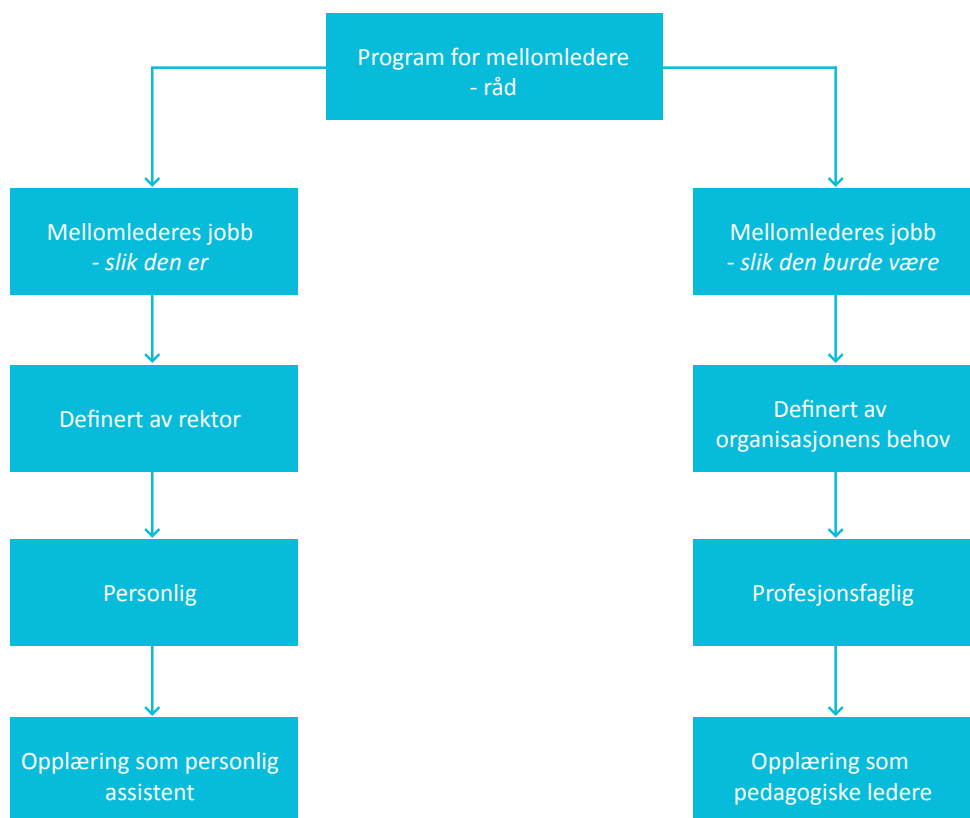 Program for mellomledere
- råd
Mellomlederes jobb
- slik den er
Mellomlederes jobb
- slik den burde være
Definert av rektor
Definert av
organisasjonens behov
Personlig
Profesjonsfaglig
Opplæring som personlig
assistent
Opplæring som
pedagogiske ledere